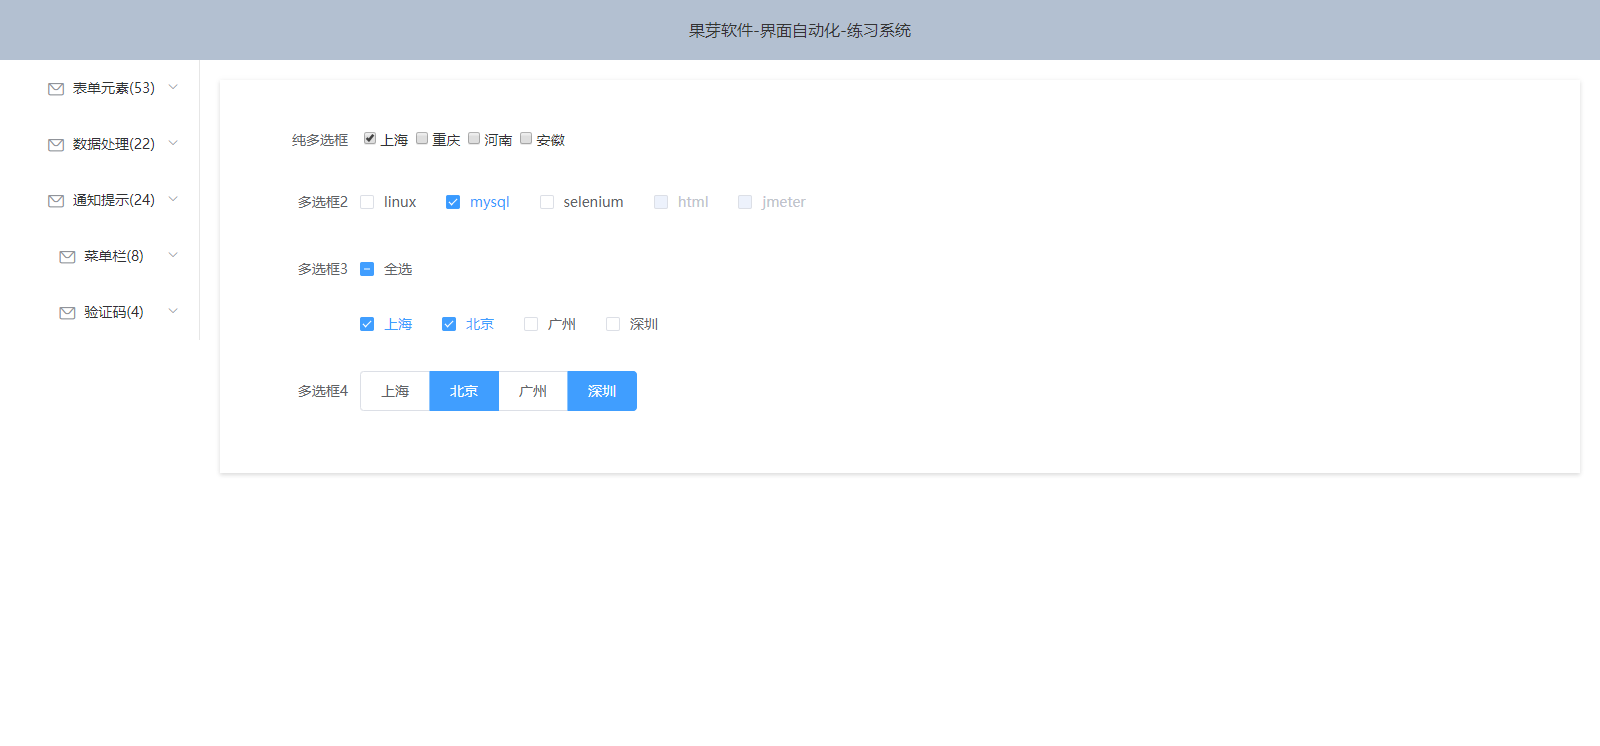 果芽软件-界面自动化-练习系统
表单元素(53)
数据处理(22)
通知提示(24)
菜单栏(8)
验证码(4)
纯多选框 上海 重庆 河南 安徽
多选框2 linux mysql selenium html jmeter
多选框3 全选
上海 北京 广州 深圳
多选框4 上海 北京 广州 深圳